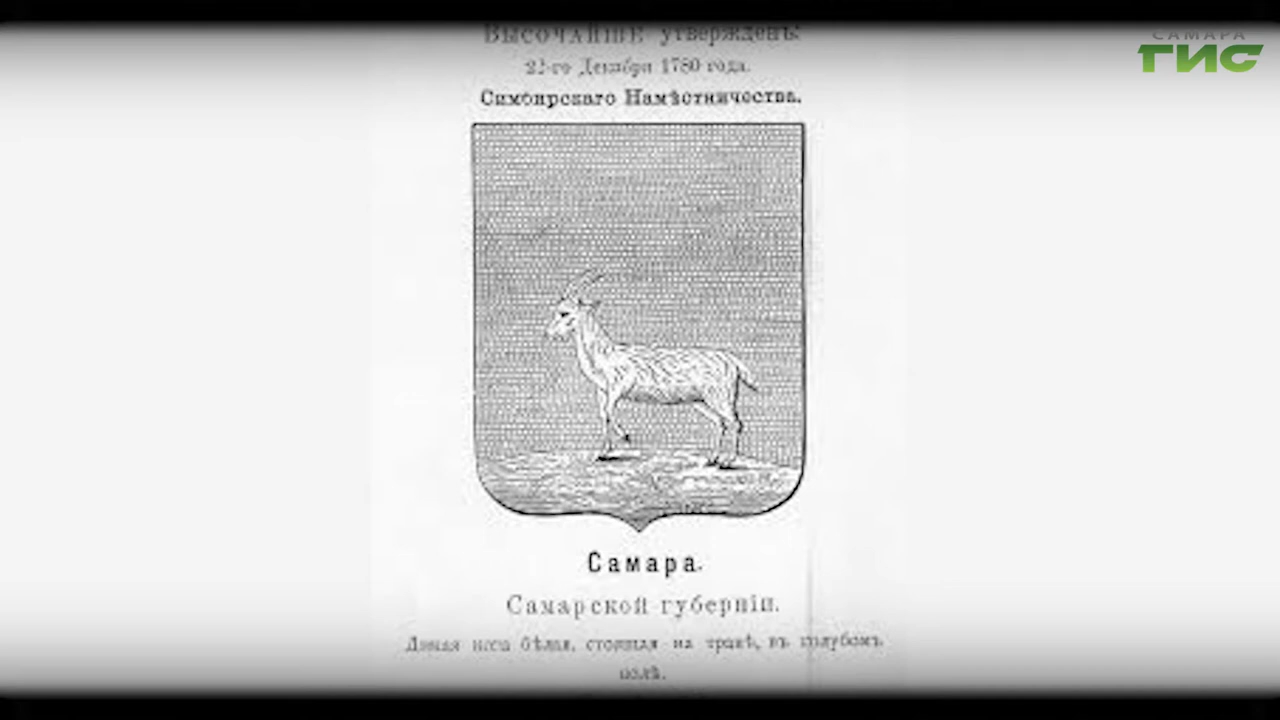 САМАРА
ГИС
Высочайше утвержденъ:
22-го Декабря 1780 года.
Симбирскаго Намѣстничества.
Самара.
Самарской губерніи.
Дикая коза бѣлая, стоящая на травѣ, въ голубомъ
полѣ.